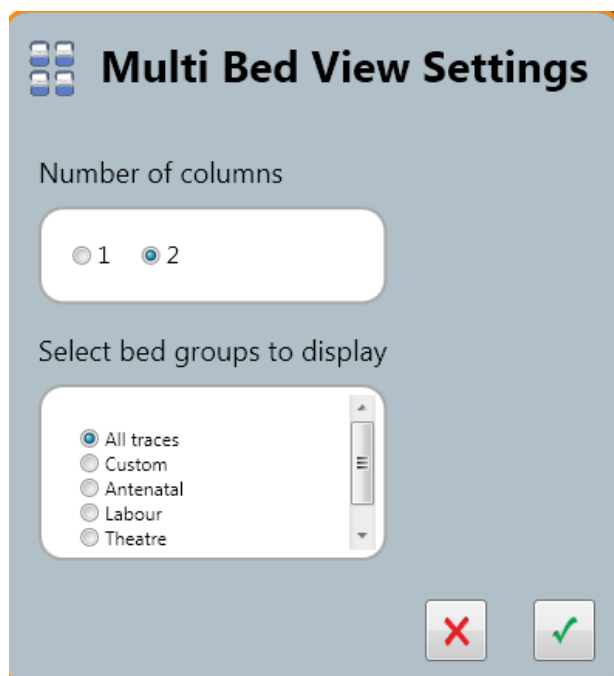 Multi Bed View Settings
Number of columns
1 2
Select bed groups to display
All traces
Custom
Antenatal
Labour
Theatre